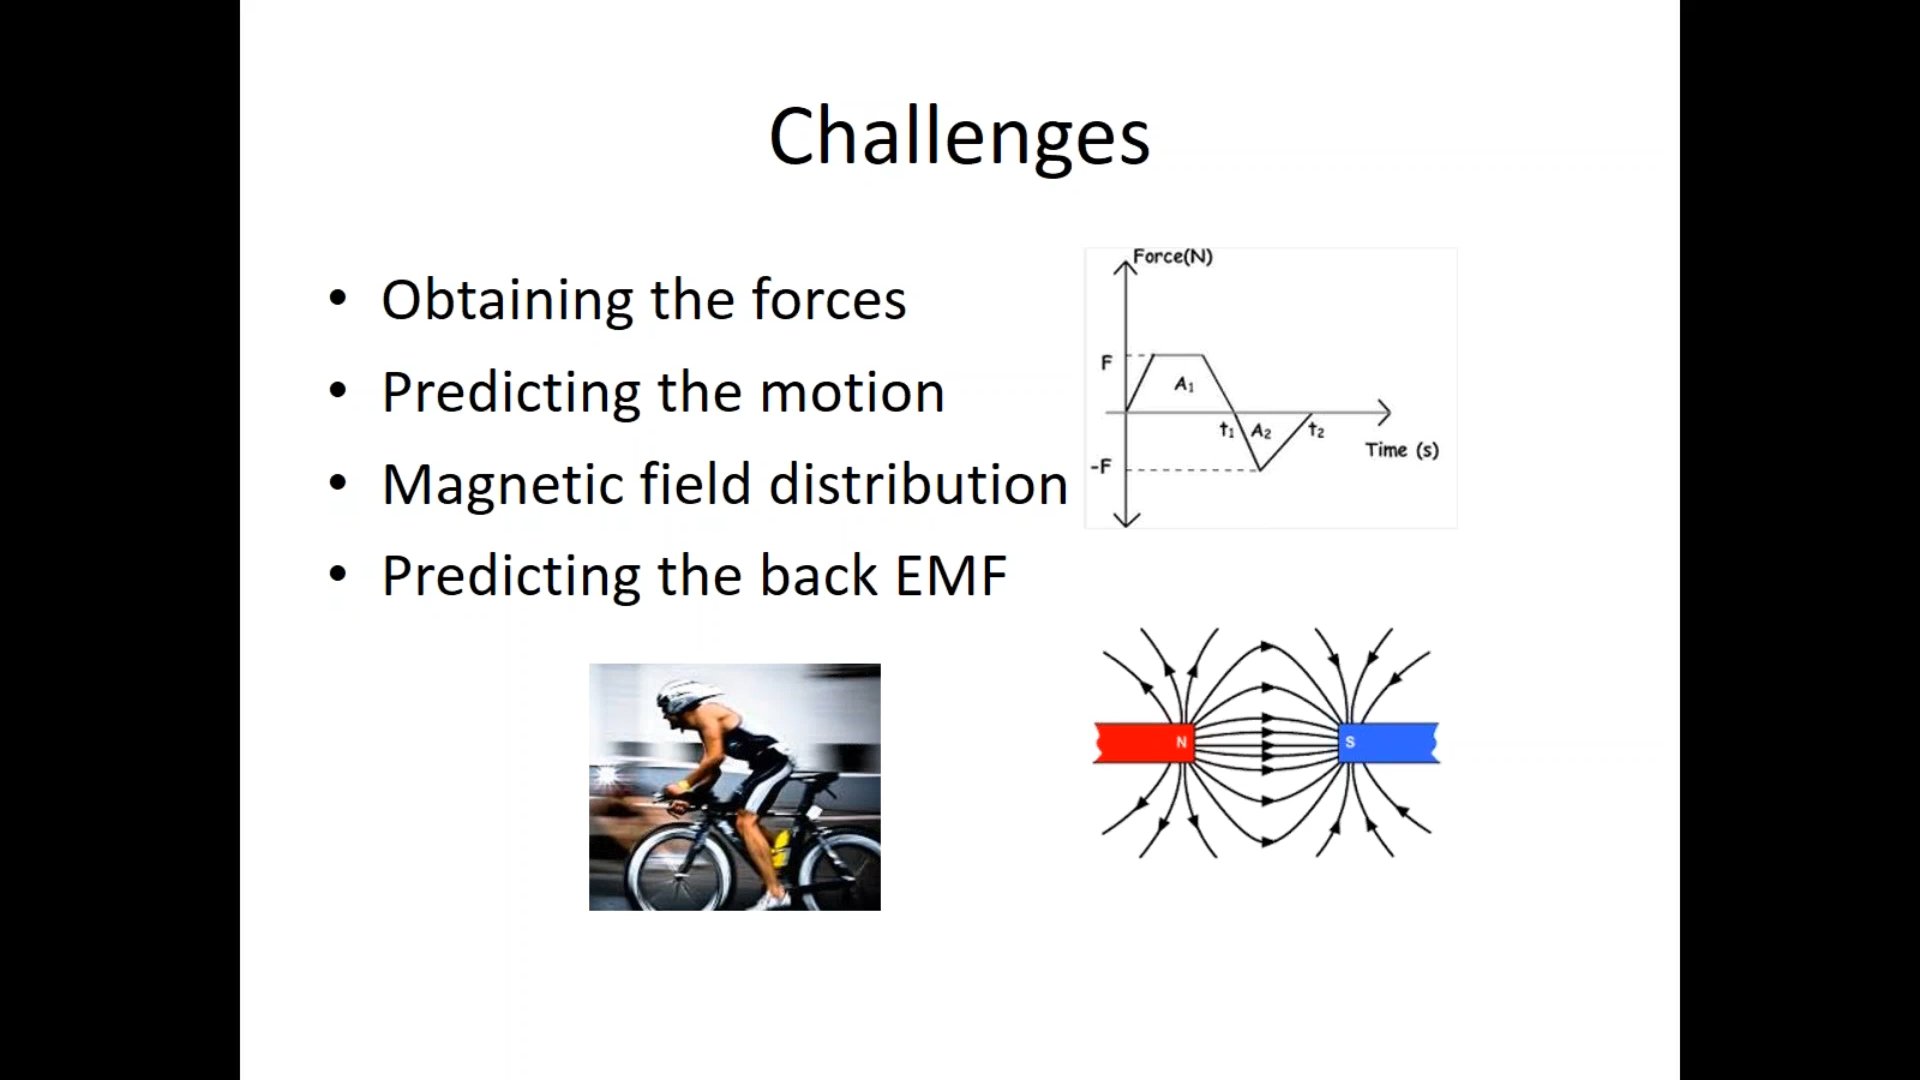 Challenges
• Obtaining the forces
• Predicting the motion
• Magnetic field distribution
• Predicting the back EMF
Force(N)
F
A₁
t₁ A₂ t₂
Time (s)
-F
N S